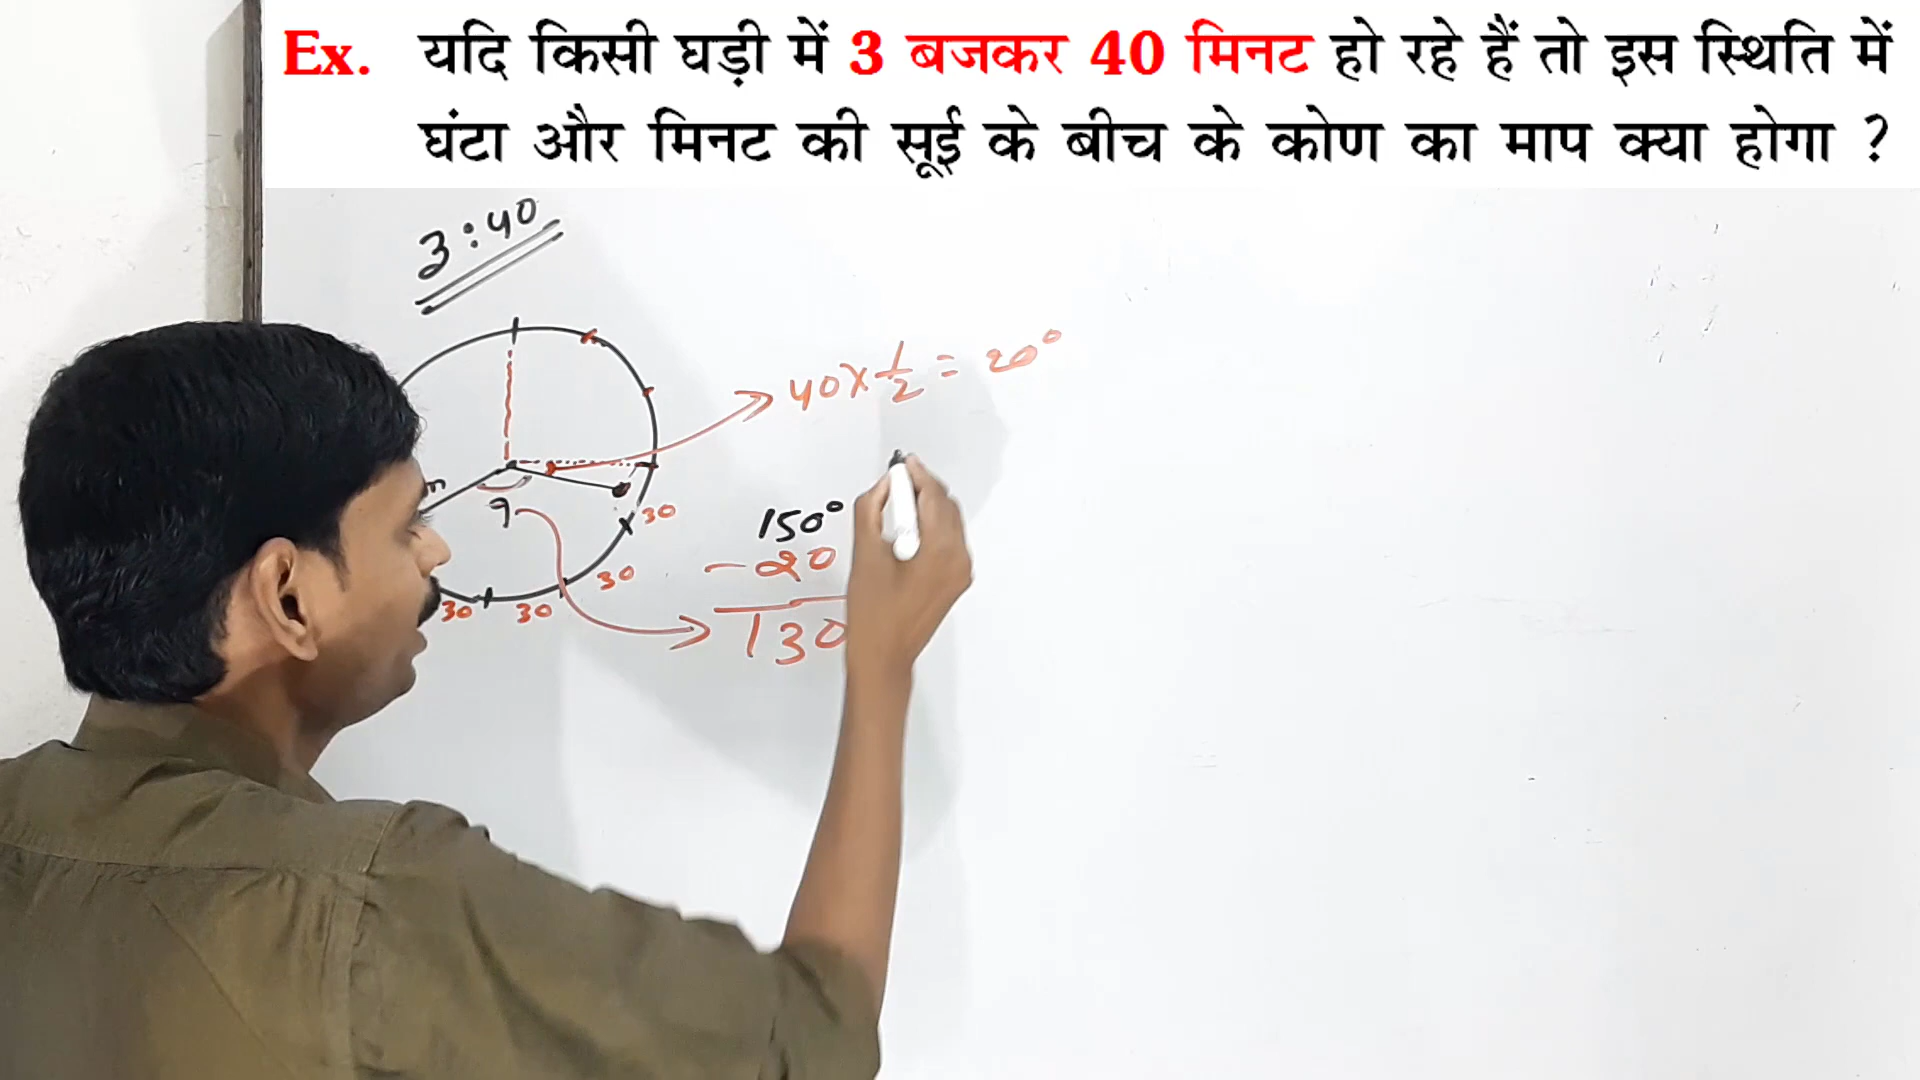 Ex. यदि किसी घड़ी में 3 बजकर 40 मिनट हो रहे हैं तो इस स्थिति में
घंटा और मिनट की सूई के बीच के कोण का माप क्या होगा ?
3:40
40 x 1/2 = 20°
m
?
30
30
30
30
150°
- 20
130